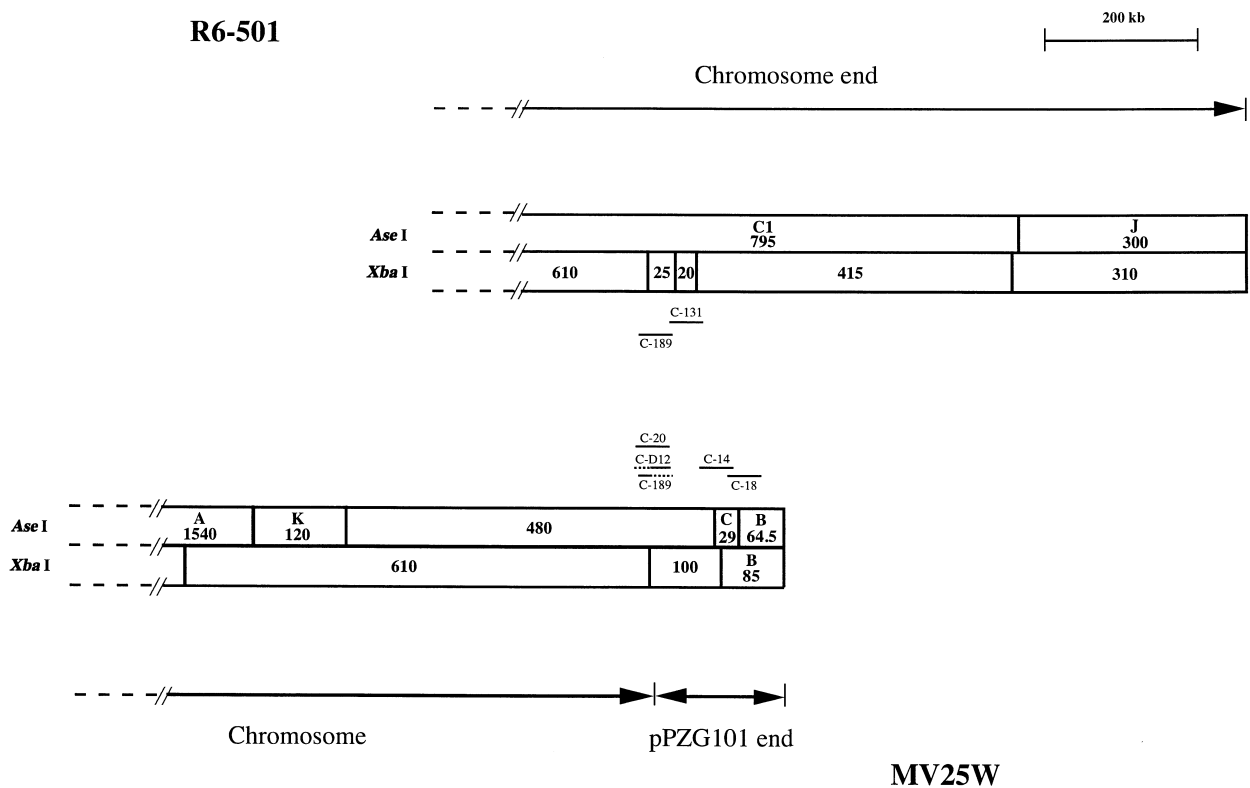 R6-501
200 kb
Chromosome end
Ase I
C1
795
J
300
Xba I
610
25
20
415
310
C-131
C-189
C-20
C-D12
C-14
C-189
C-18
Ase I
A
1540
K
120
480
C
29
B
64.5
Xba I
610
100
B
85
Chromosome
pPZG101 end
MV25W